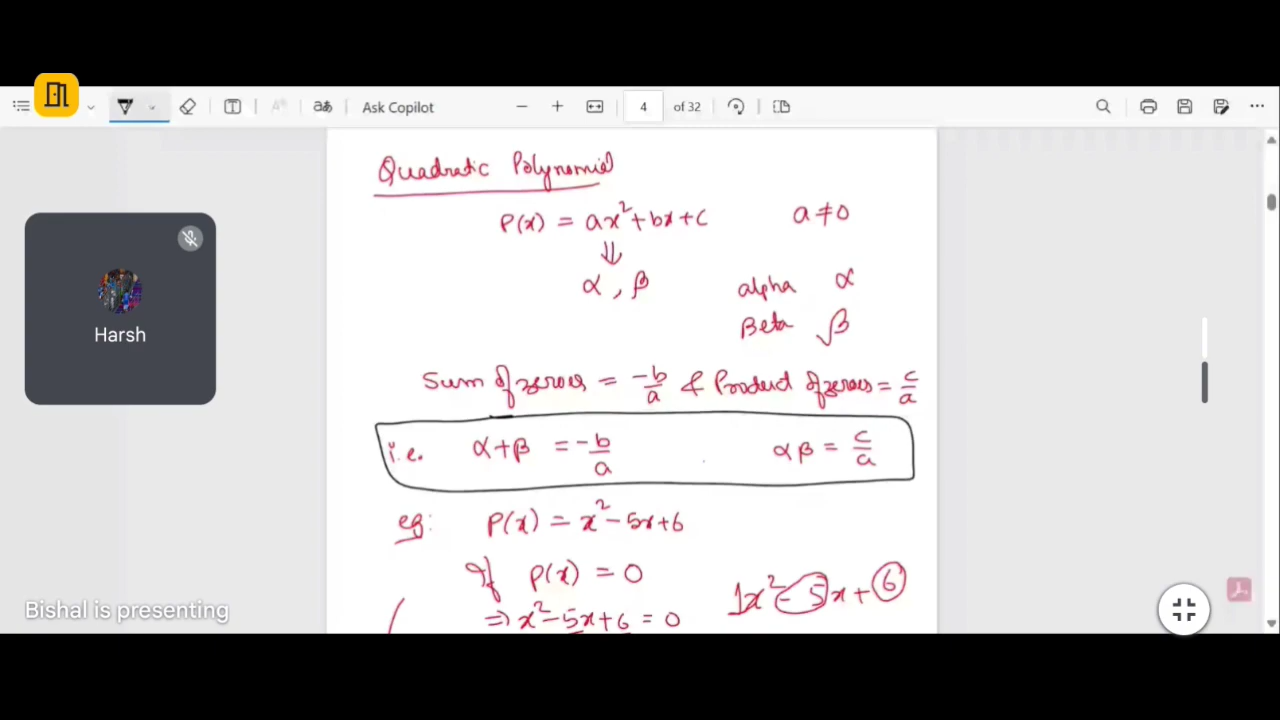 Ask Copilot
4 of 32
Quadratic Polynomial
P(x) = ax²+bx+c a≠0
⇓
α , β alpha α
Beta β
Sum of zeroes = -b/a & Product of zeroes = c/a
i.e. α+β = -b/a αβ = c/a
eg: P(x) = x²-5x+6
If P(x) = 0
1x²-5x+6
⇒ x²-5x+6 = 0
Harsh
Bishal is presenting